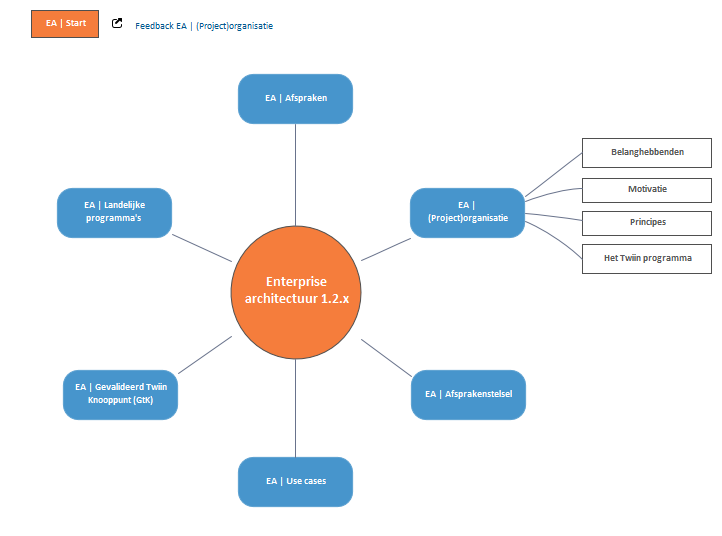 EA | Start
Feedback EA | (Project)organisatie
EA | Afspraken
Belanghebbenden
Motivatie
EA | Landelijke
programma's
EA |
(Project)organisatie
Principes
Het Twiin programma
Enterprise
architectuur 1.2.x
EA | Gevalideerd Twiin
Knooppunt (GtK)
EA | Afsprakenstelsel
EA | Use cases